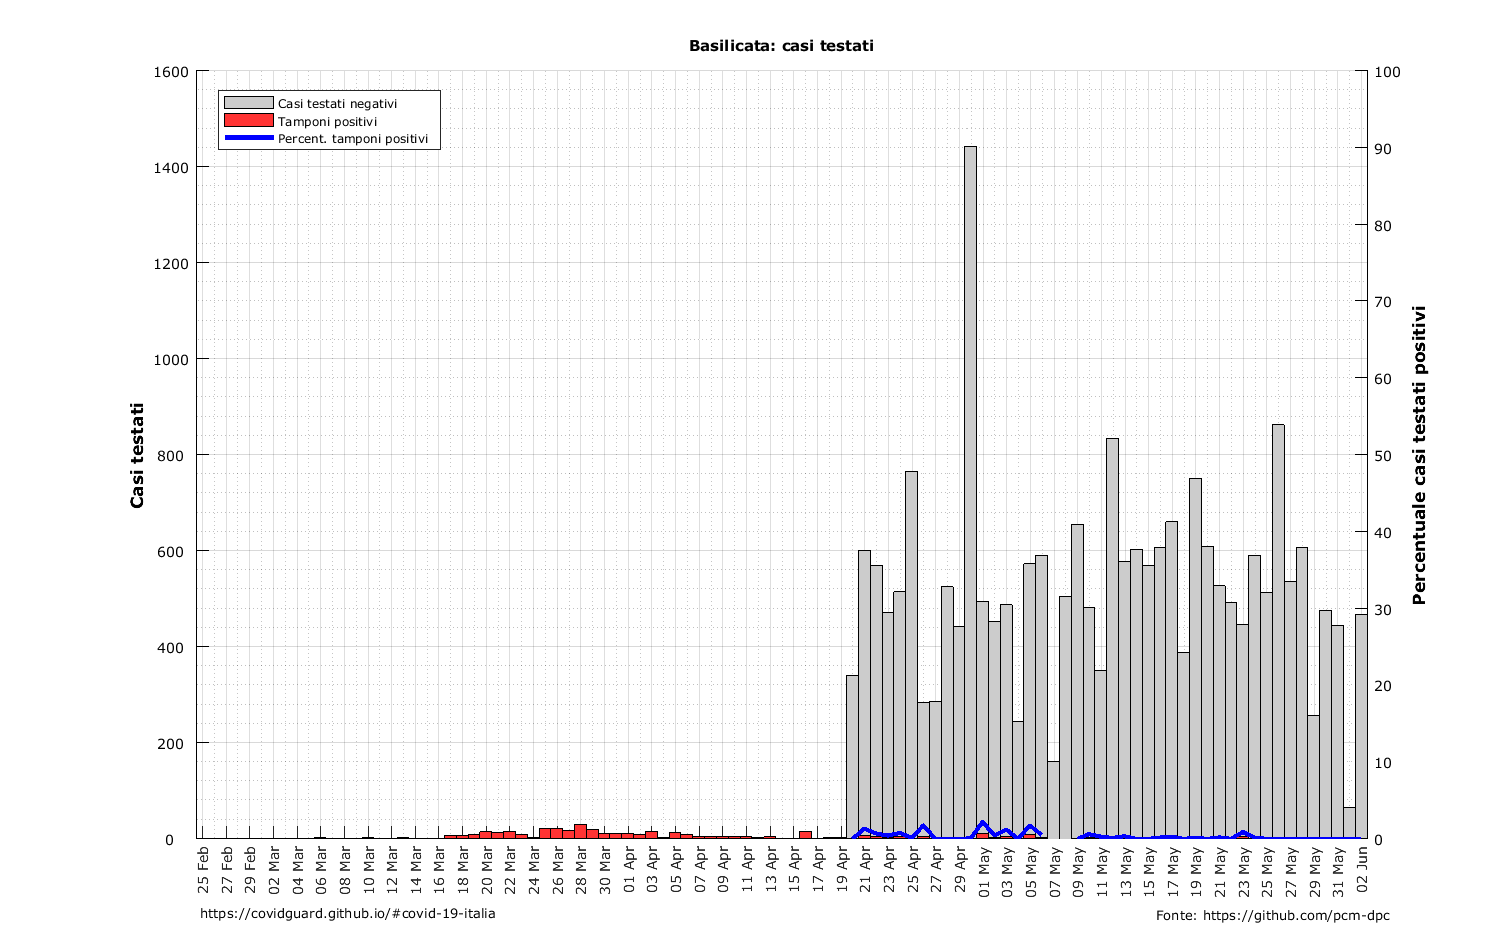 Basilicata: casi testati
Casi testati negativi
Tamponi positivi
Percent. tamponi positivi
Casi testati
1600
1400
1200
1000
800
600
400
200
0
100
90
80
70
60
50
40
30
20
10
0
Percentuale casi testati positivi
25 Feb
27 Feb
29 Feb
02 Mar
04 Mar
06 Mar
08 Mar
10 Mar
12 Mar
14 Mar
16 Mar
18 Mar
20 Mar
22 Mar
24 Mar
26 Mar
28 Mar
30 Mar
01 Apr
03 Apr
05 Apr
07 Apr
09 Apr
11 Apr
13 Apr
15 Apr
17 Apr
19 Apr
21 Apr
23 Apr
25 Apr
27 Apr
29 Apr
01 May
03 May
05 May
07 May
09 May
11 May
13 May
15 May
17 May
19 May
21 May
23 May
25 May
27 May
29 May
31 May
02 Jun
https://covidguard.github.io/#covid-19-italia
Fonte: https://github.com/pcm-dpc